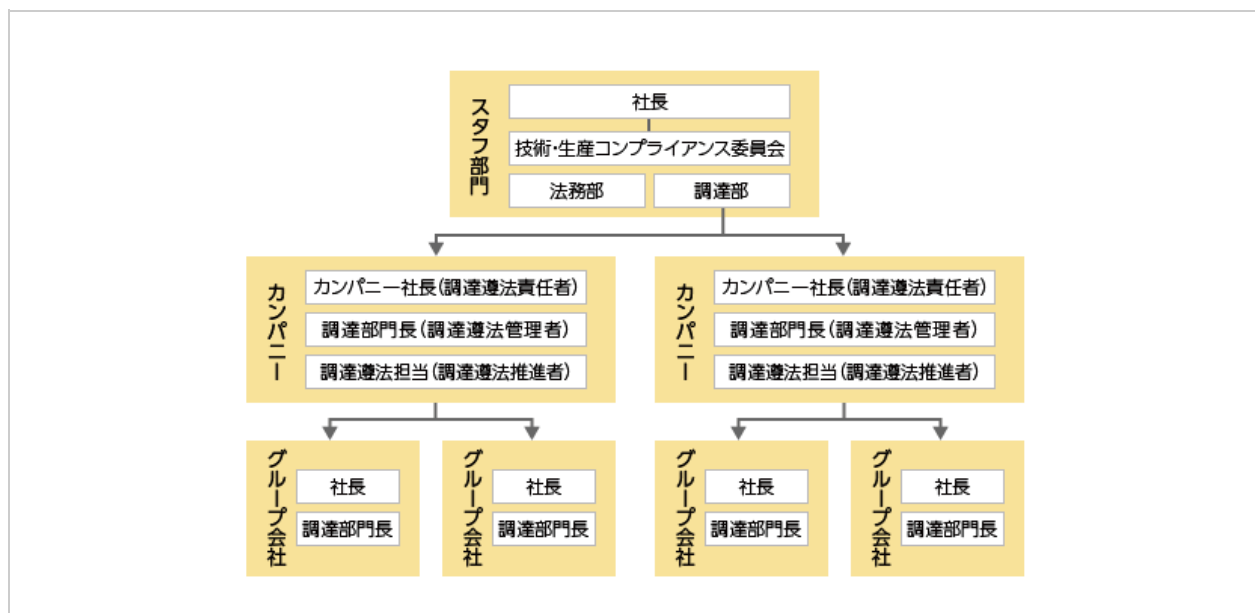 スタッフ部門
社長
技術・生産コンプライアンス委員会
法務部
調達部
カンパニー
カンパニー社長(調達遵法責任者)
調達部門長(調達遵法管理者)
調達遵法担当(調達遵法推進者)
カンパニー
カンパニー社長(調達遵法責任者)
調達部門長(調達遵法管理者)
調達遵法担当(調達遵法推進者)
グループ会社
社長
調達部門長
グループ会社
社長
調達部門長
グループ会社
社長
調達部門長
グループ会社
社長
調達部門長